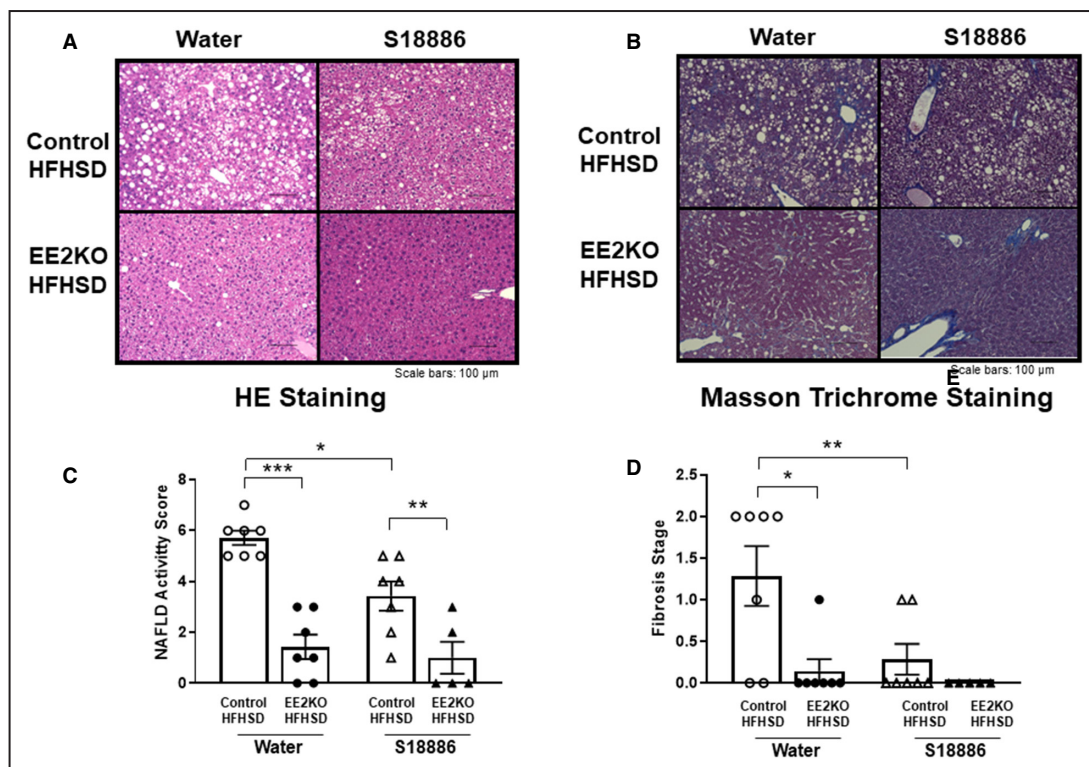 A
Water S18886
Control
HFHSD
EE2KO
HFHSD
Scale bars: 100 µm
HE Staining
B
Water S18886
Control
HFHSD
EE2KO
HFHSD
Scale bars: 100 µm
E
Masson Trichrome Staining
C
NAFLD Activity Score
8
6
4
2
0
*
***
**
Control
HFHSD
EE2KO
HFHSD
Control
HFHSD
EE2KO
HFHSD
Water S18886
D
Fibrosis Stage
2.5
2.0
1.5
1.0
0.5
0.0
**
*
Control
HFHSD
EE2KO
HFHSD
Control
HFHSD
EE2KO
HFHSD
Water S18886